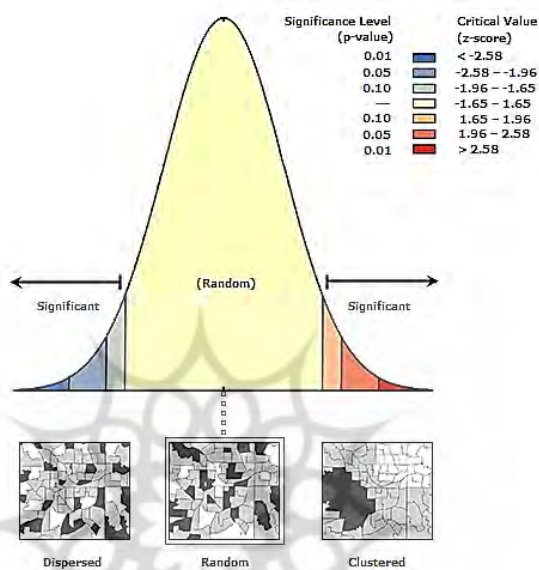 Significance Level
(p-value)
Critical Value
(z-score)
0.01 < -2.58
0.05 -2.58 – -1.96
0.10 -1.96 – -1.65
— -1.65 – 1.65
0.10 1.65 – 1.96
0.05 1.96 – 2.58
0.01 > 2.58
(Random)
Significant
Significant
Dispersed
Random
Clustered